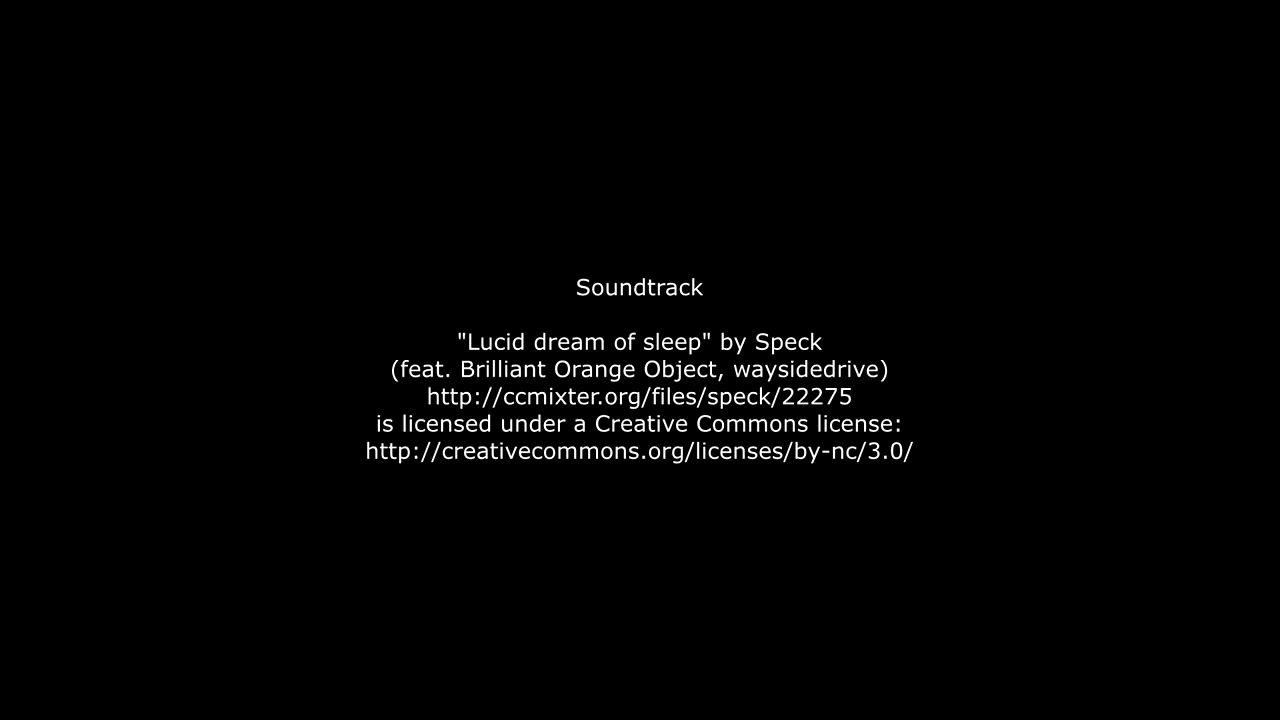 Soundtrack
"Lucid dream of sleep" by Speck
(feat. Brilliant Orange Object, waysidedrive)
http://ccmixter.org/files/speck/22275
is licensed under a Creative Commons license:
http://creativecommons.org/licenses/by-nc/3.0/